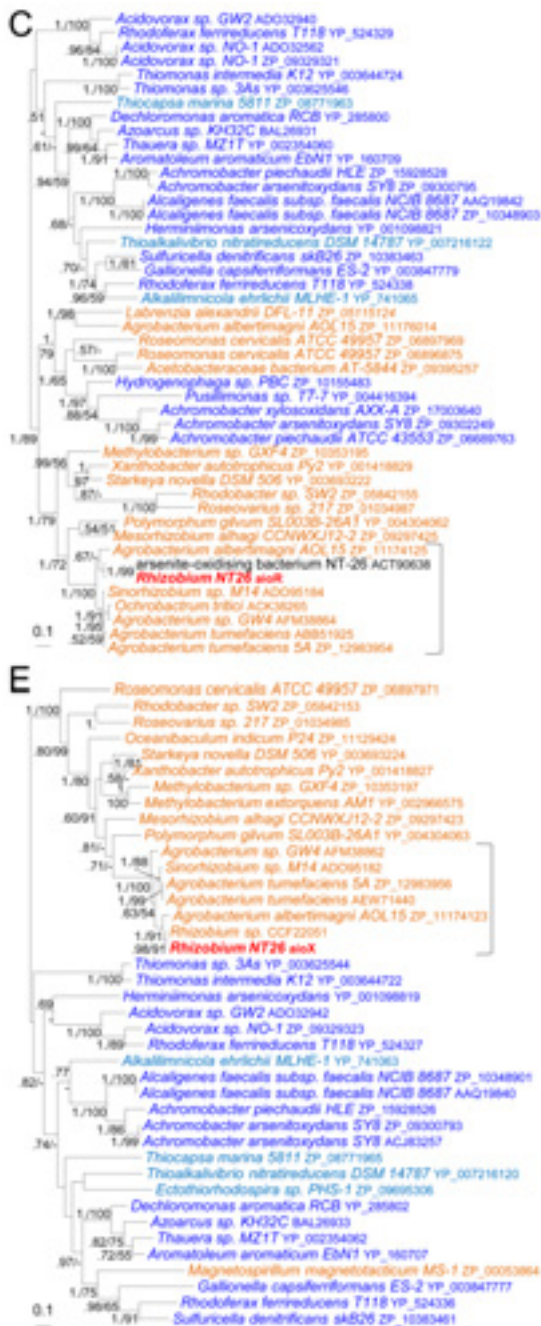 C
Acidovorax sp. GW2 ADO32940
Rhodoferax ferrireducens T118 YP_524329
Acidovorax sp. NO-1 ADO32562
Acidovorax sp. NO-1 ZP_09329321
Thiomonas intermedia K12 YP_003644724
Thiomonas sp. 3As YP_003625546
Thiocapsa marina 5811 ZP_08771963
Dechloromonas aromatica RCB YP_285800
Azoarcus sp. KH32C BAL26931
Thauera sp. MZ1T YP_002354060
Aromatoleum aromaticum EbN1 YP_160709
Achromobacter piechaudii HLE ZP_15928528
Achromobacter arsenitoxydans SY8 ZP_09300795
Alcaligenes faecalis subsp. faecalis NCIB 8687 AAQ19842
Alcaligenes faecalis subsp. faecalis NCIB 8687 ZP_10348903
Herminiimonas arsenicoxydans YP_001098821
Thioalkalivibrio nitratireducens DSM 14787 YP_007216122
Sulfuricella denitrificans skB26 ZP_10383463
Gallionella capsiferriformans ES-2 YP_003847779
Rhodoferax ferrireducens T118 YP_524338
Alkalilimnicola ehrlichii MLHE-1 YP_741065
Labrenzia alexandrii DFL-11 ZP_05115124
Agrobacterium albertimagni AOL15 ZP_11176014
Roseomonas cervicalis ATCC 49957 ZP_06897969
Roseomonas cervicalis ATCC 49957 ZP_06896875
Acetobacteraceae bacterium AT-5844 ZP_09395257
Hydrogenophaga sp. PBC ZP_10155483
Pusillimonas sp. T7-7 YP_004416394
Achromobacter xylosoxidans AXX-A ZP_17003640
Achromobacter arsenitoxydans SY8 ZP_09302249
Achromobacter piechaudii ATCC 43553 ZP_06689763
Methylobacterium sp. GXF4 ZP_10353195
Xanthobacter autotrophicus Py2 YP_001418829
Starkeya novella DSM 506 YP_003693222
Rhodobacter sp. SW2 ZP_05842155
Roseovarius sp. 217 ZP_01034987
Polymorphum gilvum SL003B-26A1 YP_004304062
Mesorhizobium alhagi CCNWXJ12-2 ZP_09297425
Agrobacterium albertimagni AOL15 ZP_11174125
arsenite-oxidising bacterium NT-26 ACT90638
Rhizobium NT26 aioR
Sinorhizobium sp. M14 ADO95184
Ochrobactrum tritici ACK38265
Agrobacterium sp. GW4 AFM38864
Agrobacterium tumefaciens ABB51925
Agrobacterium tumefaciens 5A ZP_12983954
0.1
E
Roseomonas cervicalis ATCC 49957 ZP_06897971
Rhodobacter sp. SW2 ZP_05842153
Roseovarius sp. 217 ZP_01034985
Oceanibaculum indicum P24 ZP_11129424
Starkeya novella DSM 506 YP_003693224
Xanthobacter autotrophicus Py2 YP_001418827
Methylobacterium sp. GXF4 ZP_10353197
Methylobacterium extorquens AM1 YP_002966575
Mesorhizobium alhagi CCNWXJ12-2 ZP_09297423
Polymorphum gilvum SL003B-26A1 YP_004304063
Agrobacterium sp. GW4 AFM38862
Sinorhizobium sp. M14 ADO95182
Agrobacterium tumefaciens 5A ZP_12983956
Agrobacterium tumefaciens AEW71440
Agrobacterium albertimagni AOL15 ZP_11174123
Rhizobium sp. CCF22051
Rhizobium NT26 aioX
Thiomonas sp. 3As YP_003625544
Thiomonas intermedia K12 YP_003644722
Herminiimonas arsenicoxydans YP_001098819
Acidovorax sp. GW2 ADO32942
Acidovorax sp. NO-1 ZP_09329323
Rhodoferax ferrireducens T118 YP_524327
Alkalilimnicola ehrlichii MLHE-1 YP_741063
Alcaligenes faecalis subsp. faecalis NCIB 8687 ZP_10348901
Alcaligenes faecalis subsp. faecalis NCIB 8687 AAQ19840
Achromobacter piechaudii HLE ZP_15928526
Achromobacter arsenitoxydans SY8 ZP_09300793
Achromobacter arsenitoxydans SY8 ACJ83257
Thiocapsa marina 5811 ZP_08771965
Thioalkalivibrio nitratireducens DSM 14787 YP_007216120
Ectothiorhodospira sp. PHS-1 ZP_09695306
Dechloromonas aromatica RCB YP_285802
Azoarcus sp. KH32C BAL26933
Thauera sp. MZ1T YP_002354062
Aromatoleum aromaticum EbN1 YP_160707
Magnetospirillum magnetotacticum MS-1 ZP_00053864
Gallionella capsiferriformans ES-2 YP_003847777
Rhodoferax ferrireducens T118 YP_524336
Sulfuricella denitrificans skB26 ZP_10383461
0.1